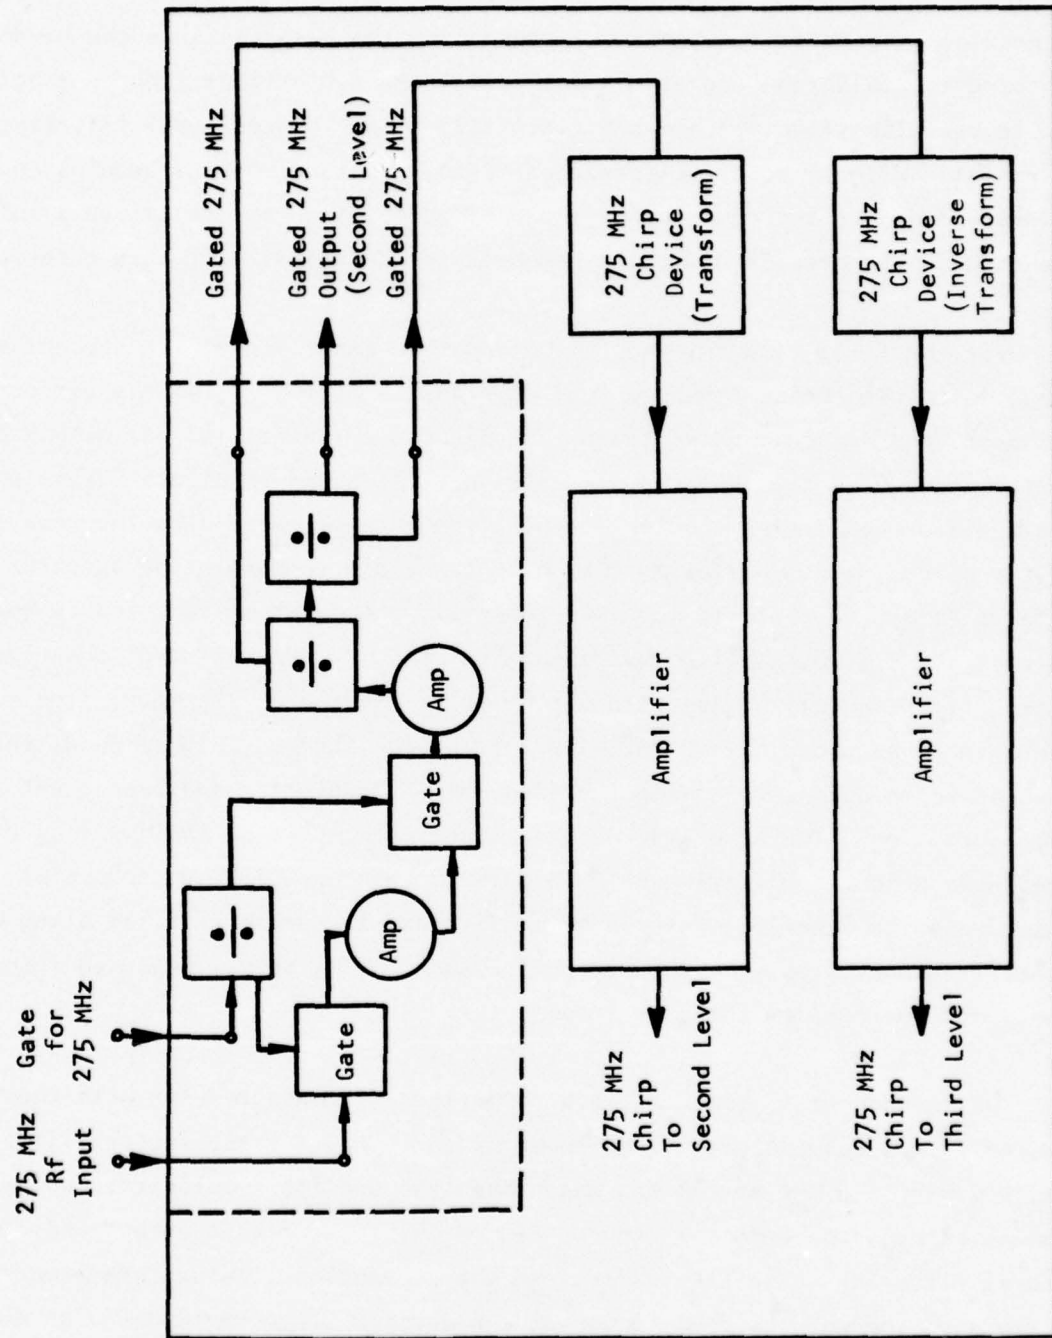 275 MHz
Rf
Input
Gate
for
275 MHz
÷
Gate
Amp
Gate
Amp
÷
÷
Gated 275 MHz
Gated 275 MHz
Output
(Second Level)
Gated 275 MHz
275 MHz
Chirp
Device
(Transform)
Amplifier
275 MHz
Chirp
To
Second Level
275 MHz
Chirp
Device
(Inverse
Transform)
Amplifier
275 MHz
Chirp
To
Third Level